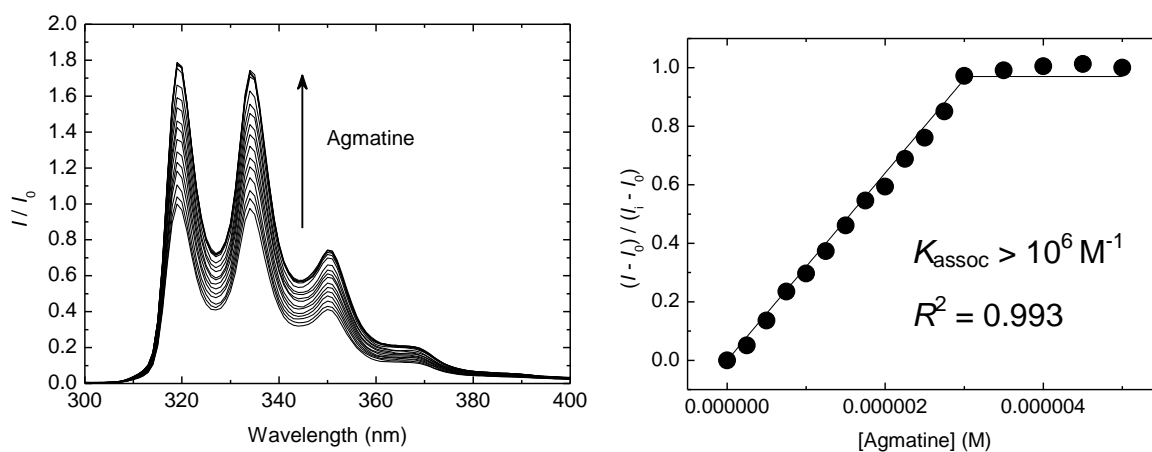 2.0
1.8
1.6
1.4
1.2
1.0
0.8
0.6
0.4
0.2
0.0
I / I0
300 320 340 360 380 400
Wavelength (nm)
Agmatine
1.0
0.8
0.6
0.4
0.2
0.0
(I - I0) / (Ii - I0)
Kassoc > 10^6 M^-1
R^2 = 0.993
0.000000 0.000002 0.000004
[Agmatine] (M)